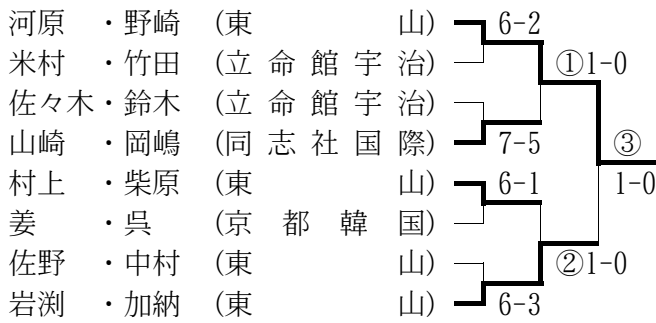 河原 ・野崎 (東 山) 6-2
米村 ・竹田 (立命館宇治) ①1-0
佐々木・鈴木 (立命館宇治)
山崎 ・岡嶋 (同志社国際) 7-5 ③
村上 ・柴原 (東 山) 6-1 1-0
姜 ・呉 (京都韓国)
佐野 ・中村 (東 山) ②1-0
岩渕 ・加納 (東 山) 6-3